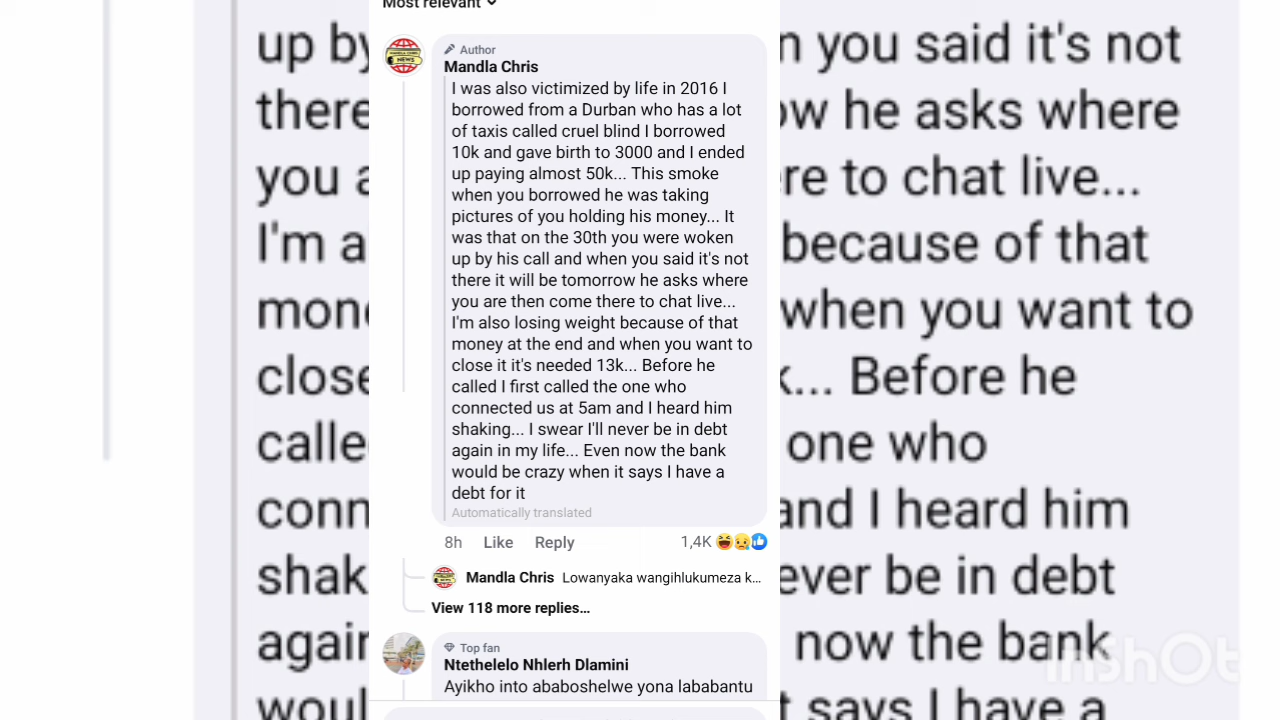 Most relevant
Author
Mandla Chris
I was also victimized by life in 2016 I
borrowed from a Durban who has a lot
of taxis called cruel blind I borrowed
10k and gave birth to 3000 and I ended
up paying almost 50k... This smoke
when you borrowed he was taking
pictures of you holding his money... It
was that on the 30th you were woken
up by his call and when you said it's not
there it will be tomorrow he asks where
you are then come there to chat live...
I'm also losing weight because of that
money at the end and when you want to
close it it's needed 13k... Before he
called I first called the one who
connected us at 5am and I heard him
shaking... I swear I'll never be in debt
again in my life... Even now the bank
would be crazy when it says I have a
debt for it
Automatically translated
8h Like Reply 1,4K
Mandla Chris Lowanyaka wangihlukumeza k...
View 118 more replies...
Top fan
Ntethelelo Nhlerh Dlamini
Ayikho into ababoshelwe yona lababantu
up by
there
you a
I'm a
mone
close
calle
conn
shak
again
woul
n you said it's not
ow he asks where
re to chat live...
because of that
when you want to
k... Before he
one who
and I heard him
ever be in debt
now the bank
t says I have a
InShOt